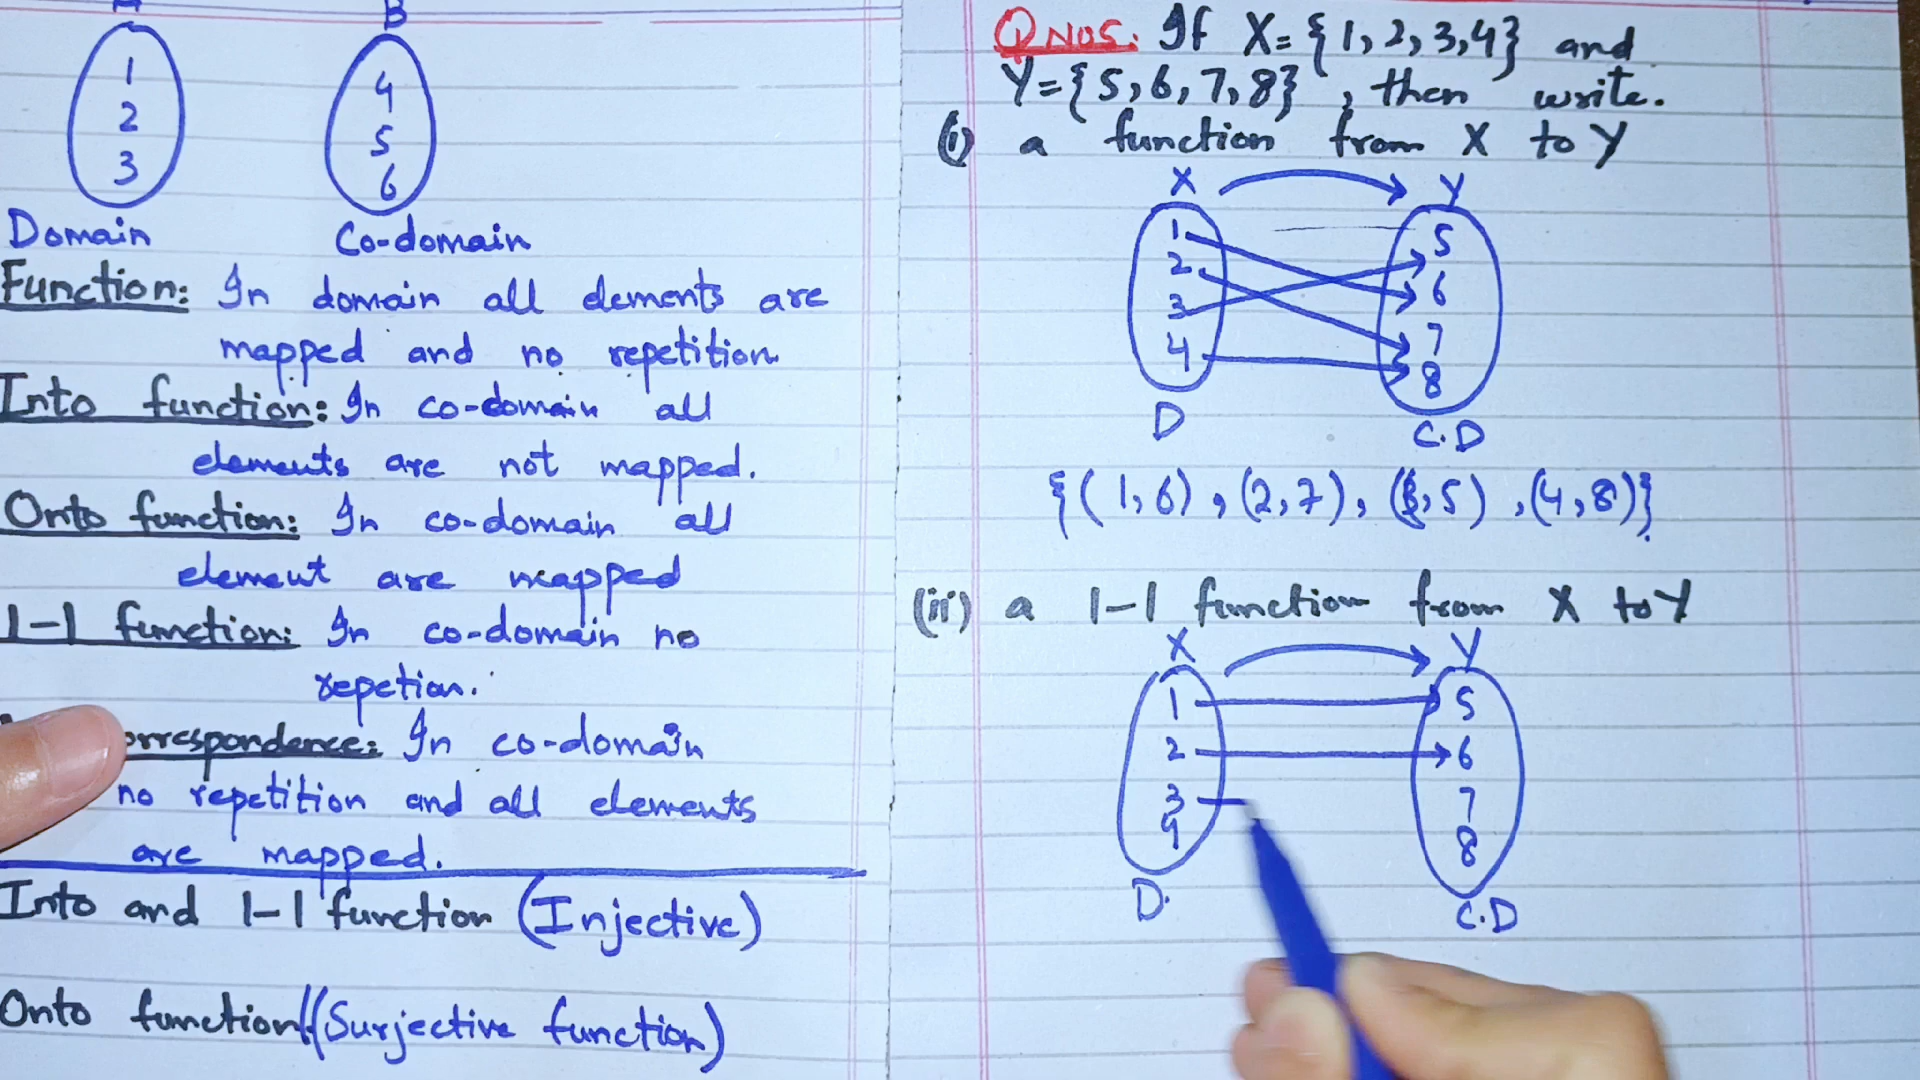 B
1
2
3
4
5
6
Domain
Co-domain
Function: In domain all elements are
mapped and no repetition
Into function: In co-domain all
elements are not mapped.
Onto function: In co-domain all
element are mapped
1-1 function: In co-domain no
repetion.
orrespondence: In co-domain
no repetition and all elements
are mapped.
Into and 1-1 function (Injective)
Onto function (Surjective function)
Q NO5: If X={1,2,3,4} and
Y={5,6,7,8}, then write.
(i) a function from X to Y
X Y
1 5
2 6
3 7
4 8
D C.D
{(1,6),(2,7),(3,5),(4,8)}
(ii) a 1-1 function from X to Y
X Y
1 5
2 6
3 7
4 8
D. C.D